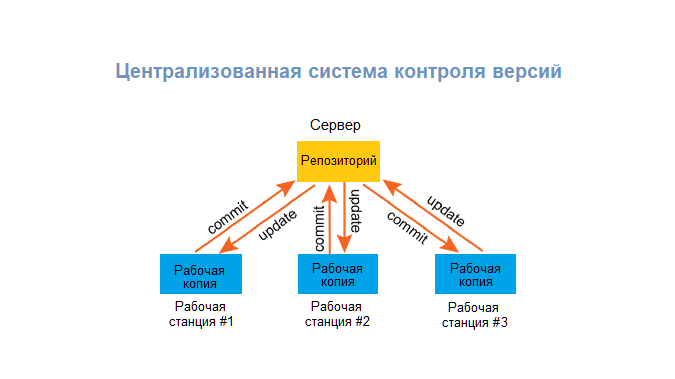 Централизованная система контроля версий
Сервер
Репозиторий
commit
update
commit
update
update
commit
Рабочая
копия
Рабочая
копия
Рабочая
копия
Рабочая
станция #1
Рабочая
станция #2
Рабочая
станция #3